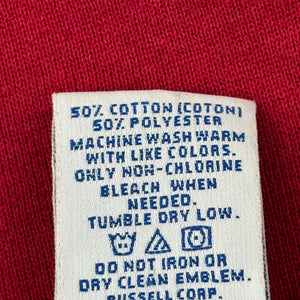 50% COTTON (COTON)
50% POLYESTER
MACHINE WASH WARM
WITH LIKE COLORS.
ONLY NON-CHLORINE
BLEACH WHEN
NEEDED.
TUMBLE DRY LOW.
DO NOT IRON OR
DRY CLEAN EMBLEM.
RUSSELL CORP.